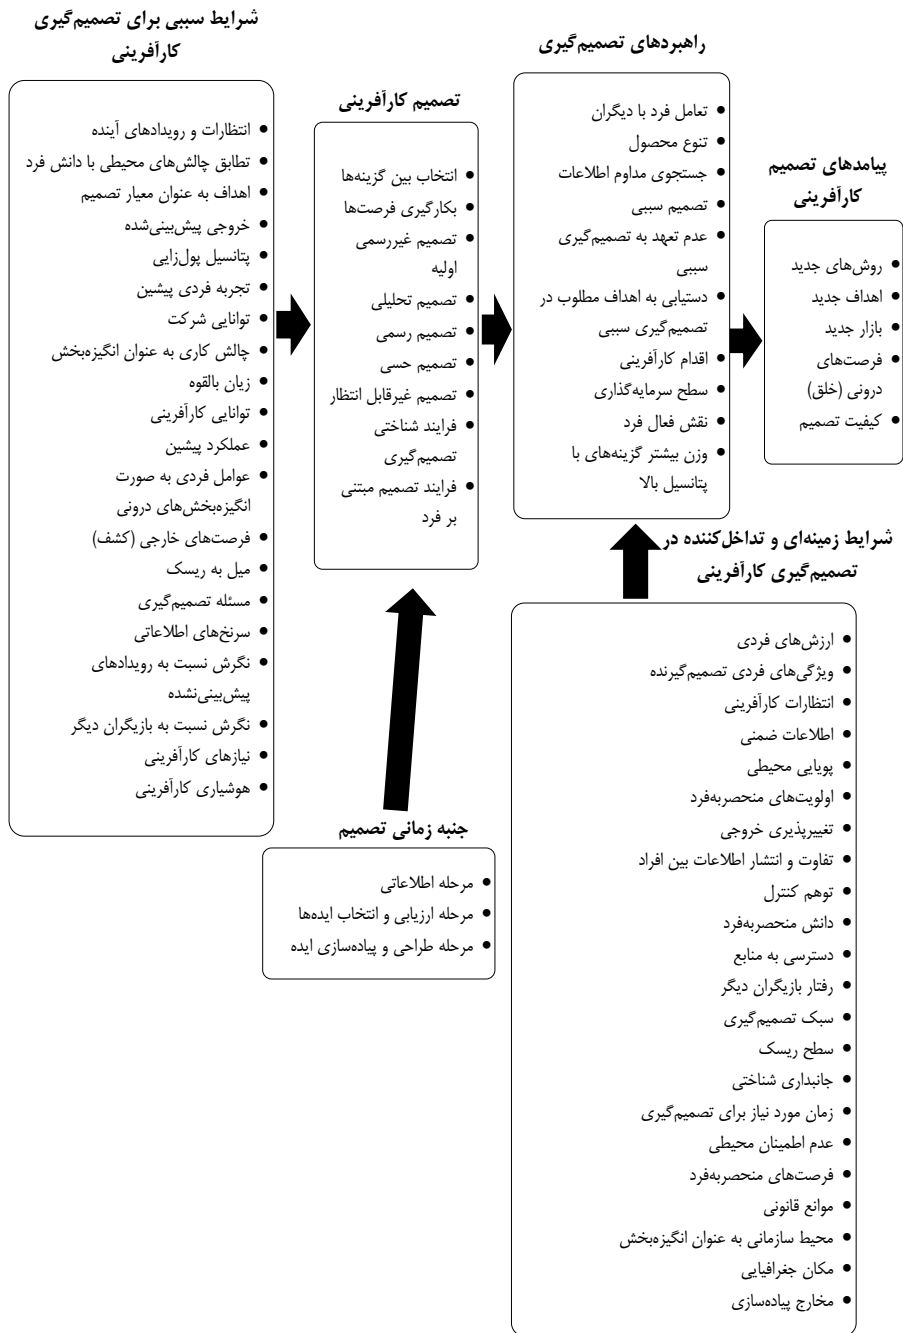 شرایط سببی برای تصمیم‌گیری
کارآفرینی
• انتظارات و رویدادهای آینده
• تطابق چالش‌های محیطی با دانش فرد
• اهداف به عنوان معیار تصمیم
• خروجی پیش‌بینی‌شده
• پتانسیل پول‌زایی
• تجربه فردی پیشین
• توانایی شرکت
• چالش کاری به عنوان انگیزه‌بخش
• زیان بالقوه
• توانایی کارآفرینی
• عملکرد پیشین
• عوامل فردی به صورت
انگیزه‌بخش‌های درونی
• فرصت‌های خارجی (کشف)
• میل به ریسک
• مسئله تصمیم‌گیری
• سرنخ‌های اطلاعاتی
• نگرش نسبت به رویدادهای
پیش‌بینی‌نشده
• نگرش نسبت به بازیگران دیگر
• نیازهای کارآفرینی
• هوشیاری کارآفرینی
تصمیم کارآفرینی
• انتخاب بین گزینه‌ها
• بکارگیری فرصت‌ها
• تصمیم غیررسمی
اولیه
• تصمیم تحلیلی
• تصمیم رسمی
• تصمیم حسی
• تصمیم غیرقابل انتظار
• فرایند شناختی
تصمیم‌گیری
• فرایند تصمیم مبتنی
بر فرد
راهبردهای تصمیم‌گیری
• تعامل فرد با دیگران
• تنوع محصول
• جستجوی مداوم اطلاعات
• تصمیم سببی
• عدم تعهد به تصمیم‌گیری
سببی
• دستیابی به اهداف مطلوب در
تصمیم‌گیری سببی
• اقدام کارآفرینی
• سطح سرمایه‌گذاری
• نقش فعال فرد
• وزن بیشتر گزینه‌های با
پتانسیل بالا
پیامدهای تصمیم
کارآفرینی
• روش‌های جدید
• اهداف جدید
• بازار جدید
• فرصت‌های
درونی (خلق)
• کیفیت تصمیم
جنبه زمانی تصمیم
• مرحله اطلاعاتی
• مرحله ارزیابی و انتخاب ایده‌ها
• مرحله طراحی و پیاده‌سازی ایده
شرایط زمینه‌ای و تداخل‌کننده در
تصمیم‌گیری کارآفرینی
• ارزش‌های فردی
• ویژگی‌های فردی تصمیم‌گیرنده
• انتظارات کارآفرینی
• اطلاعات ضمنی
• پویایی محیطی
• اولویت‌های منحصربه‌فرد
• تغییرپذیری خروجی
• تفاوت و انتشار اطلاعات بین افراد
• توهم کنترل
• دانش منحصربه‌فرد
• دسترسی به منابع
• رفتار بازیگران دیگر
• سبک تصمیم‌گیری
• سطح ریسک
• جانبداری شناختی
• زمان مورد نیاز برای تصمیم‌گیری
• عدم اطمینان محیطی
• فرصت‌های منحصربه‌فرد
• موانع قانونی
• محیط سازمانی به عنوان انگیزه‌بخش
• مکان جغرافیایی
• مخارج پیاده‌سازی